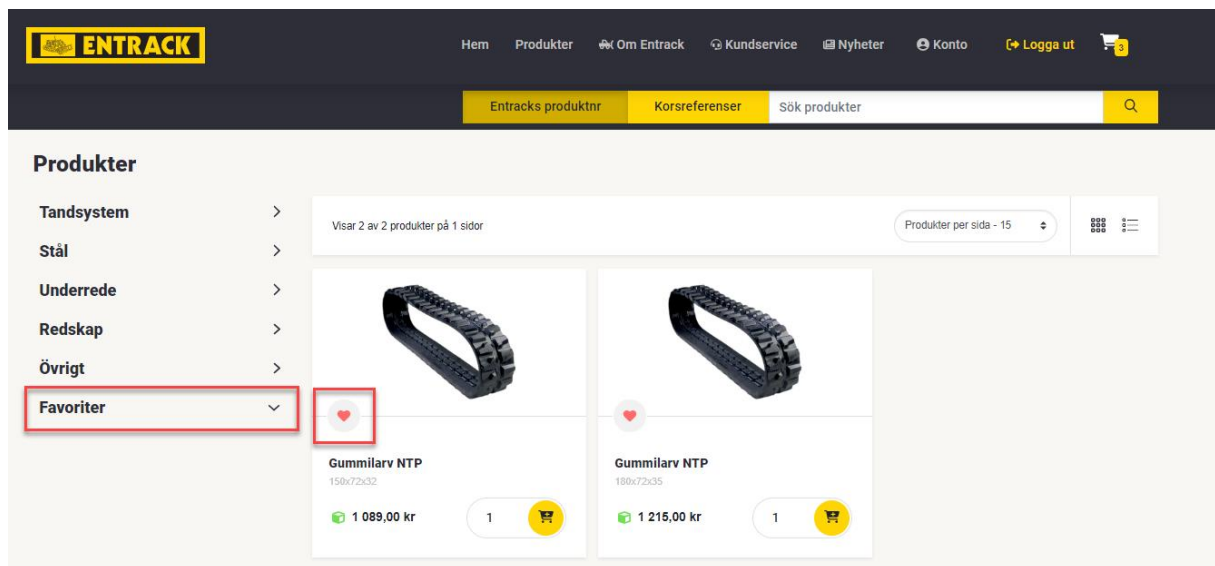 ENTRACK
Hem Produkter Om Entrack Kundservice Nyheter Konto Logga ut 3
Entracks produktnr Korsreferenser Sök produkter
Produkter
Tandsystem
Stål
Underrede
Redskap
Övrigt
Favoriter
Visar 2 av 2 produkter på 1 sidor Produkter per sida - 15
Gummilarv NTP
150x72x32
1 089,00 kr 1
Gummilarv NTP
180x72x35
1 215,00 kr 1